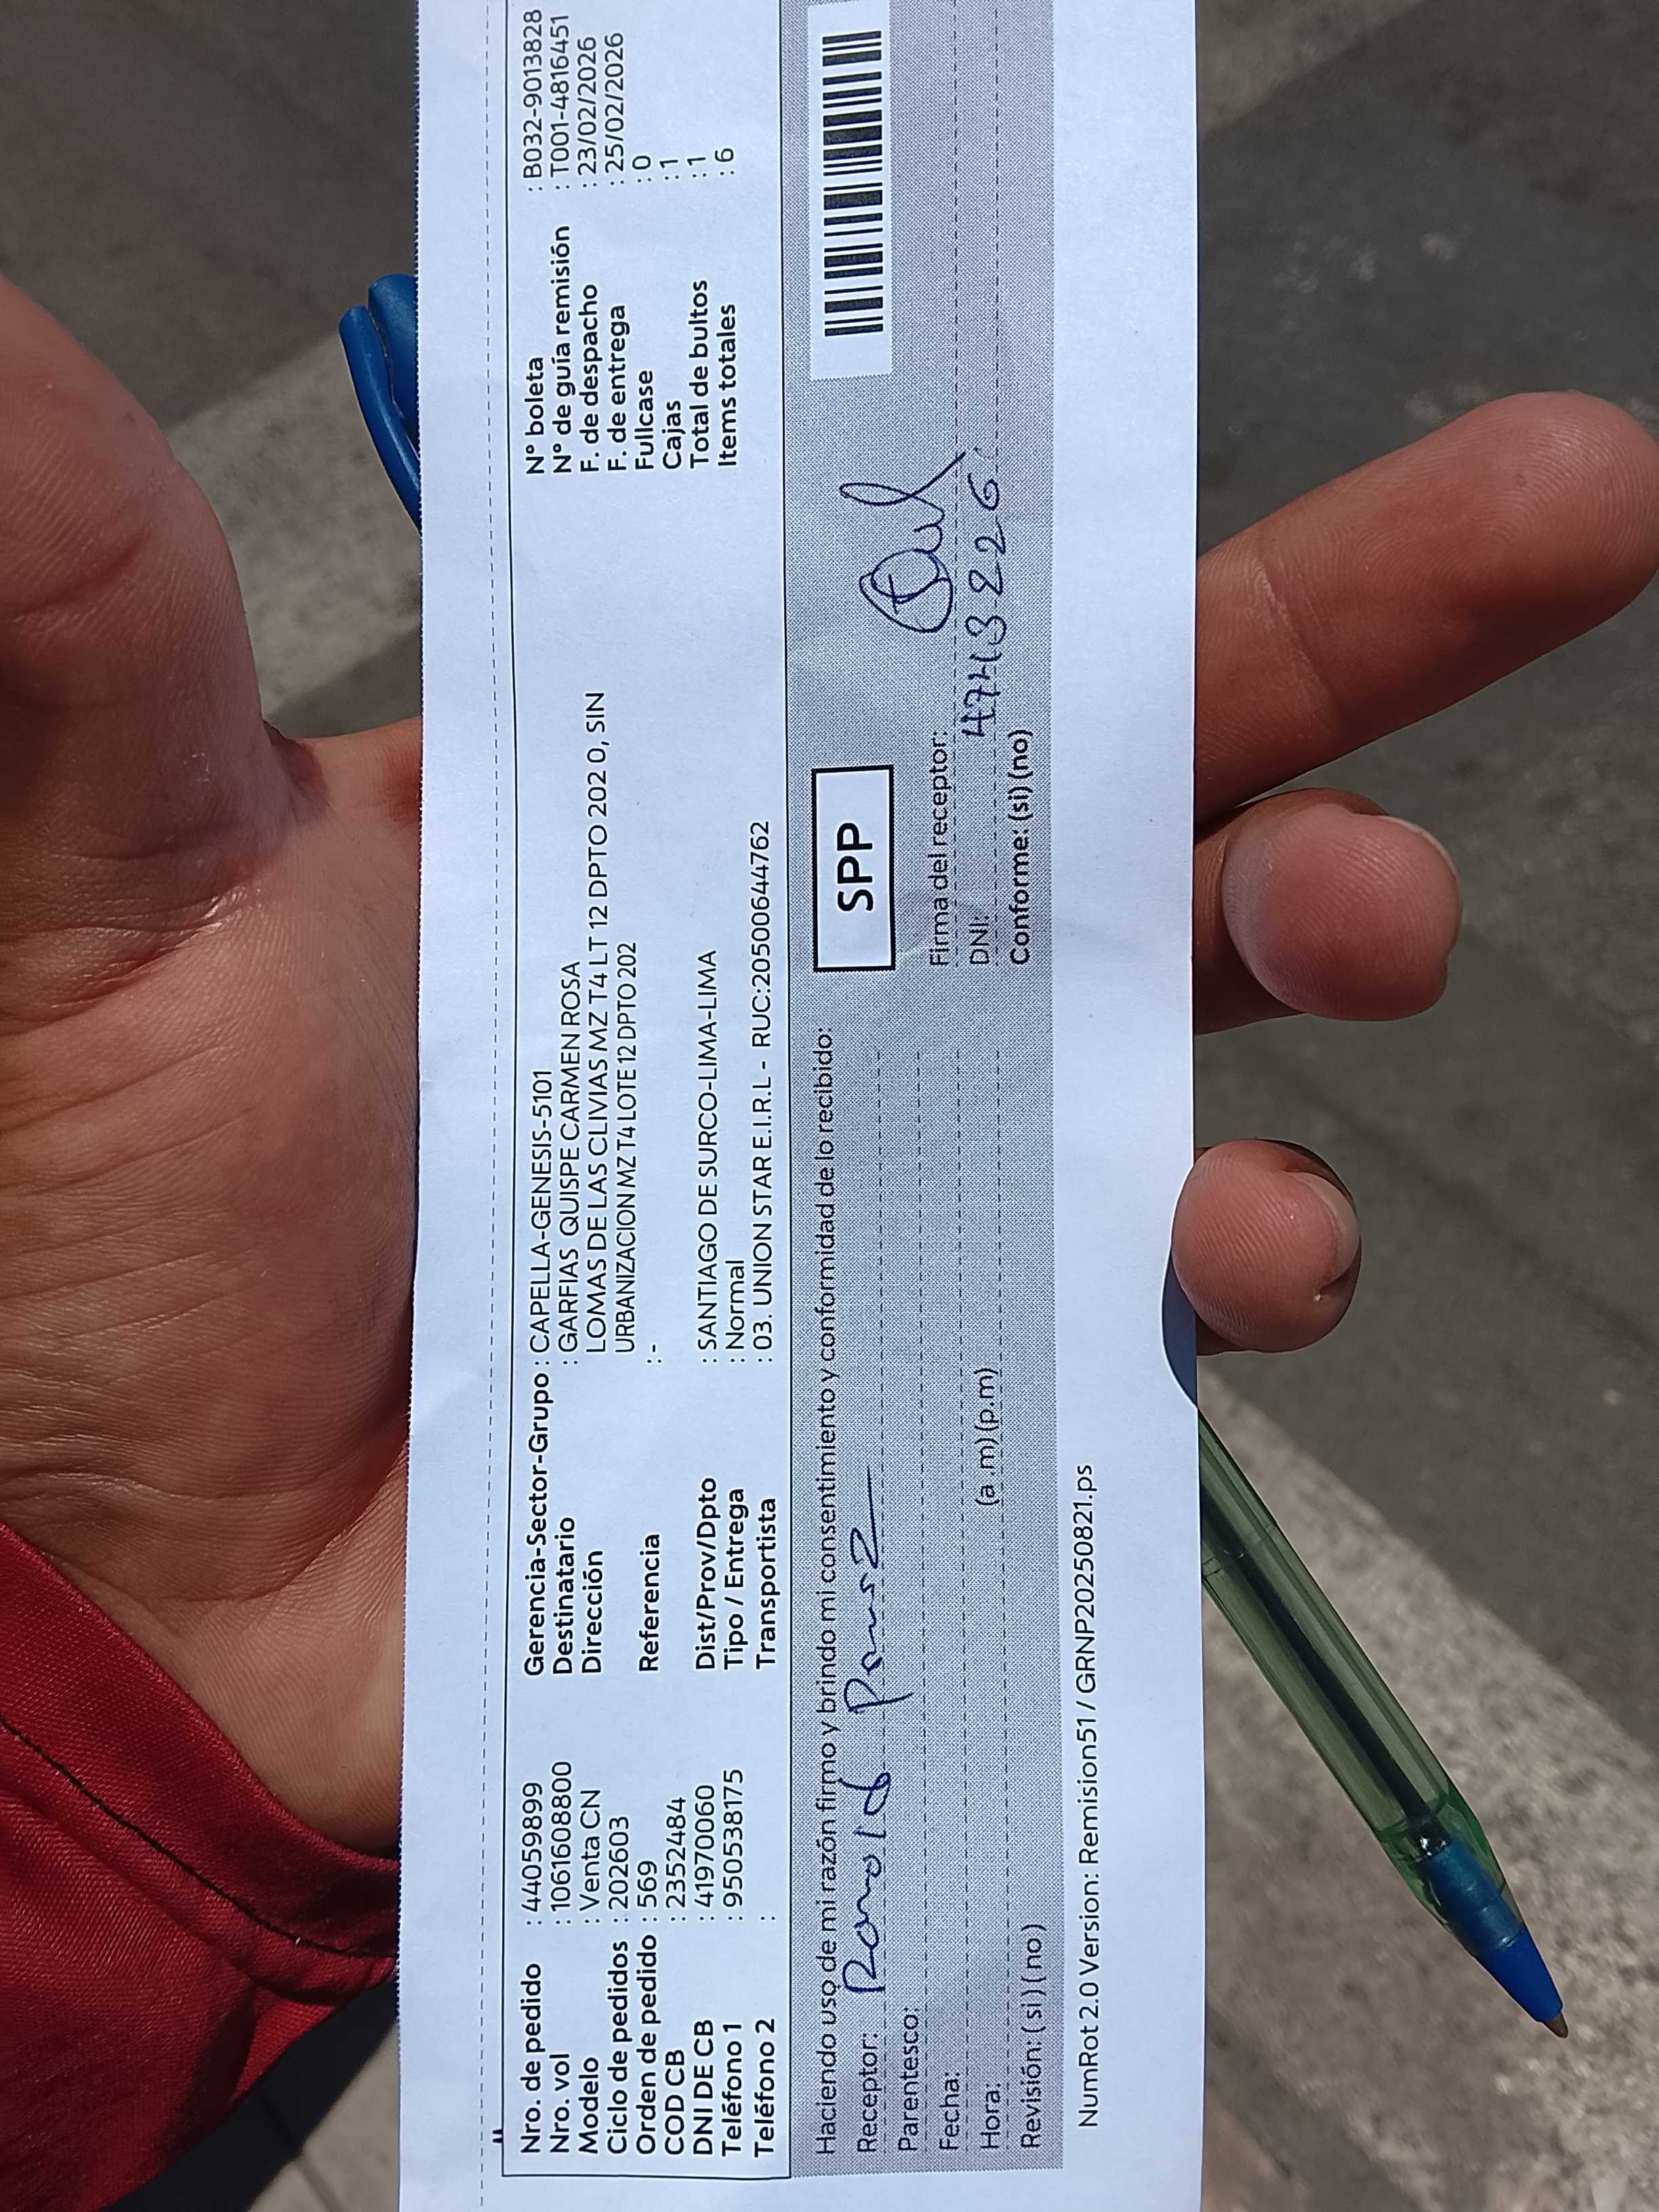 Nro. de pedido : 44059899
Nro. vol : 10616088​00
Modelo : Venta CN
Ciclo de pedidos : 202603
Orden de pedido : 569
COD CB : 2352484
DNI DE CB : 41970060
Teléfono 1 : 950538175
Teléfono 2 :
Gerencia-Sector-Grupo : CAPELLA-GENESIS-5101
Destinatario : GARFIAS QUISPE CARMEN ROSA
Dirección LOMAS DE LAS CLIVIAS MZ T4 LT 12 DPTO 202 0, SIN
URBANIZACION MZ T4 LOTE 12 DPTO 202
Referencia : -
Dist/Prov/Dpto : SANTIAGO DE SURCO-LIMA-LIMA
Tipo / Entrega : Normal
Transportista : 03. UNION STAR E.I.R.L - RUC:20500644762
N° boleta : B032-9013828
N° de guía remisión : T001-4816451
F. de despacho : 23/02/2026
F. de entrega : 25/02/2026
Fullcase : 0
Cajas : 1
Total de bultos : 1
Items totales : 6
Haciendo uso de mi razón firmo y brindo mi consentimiento y conformidad de lo recibido:
Receptor: Ronald
Parentesco:
Fecha:
Hora: (a.m) (p.m)
Revisión: ( si ) ( no )
SPP
Firma del receptor:
DNI:
Conforme: (si) (no)
NumRot 2.0 Version: Remision51 / GRNP20250821.ps